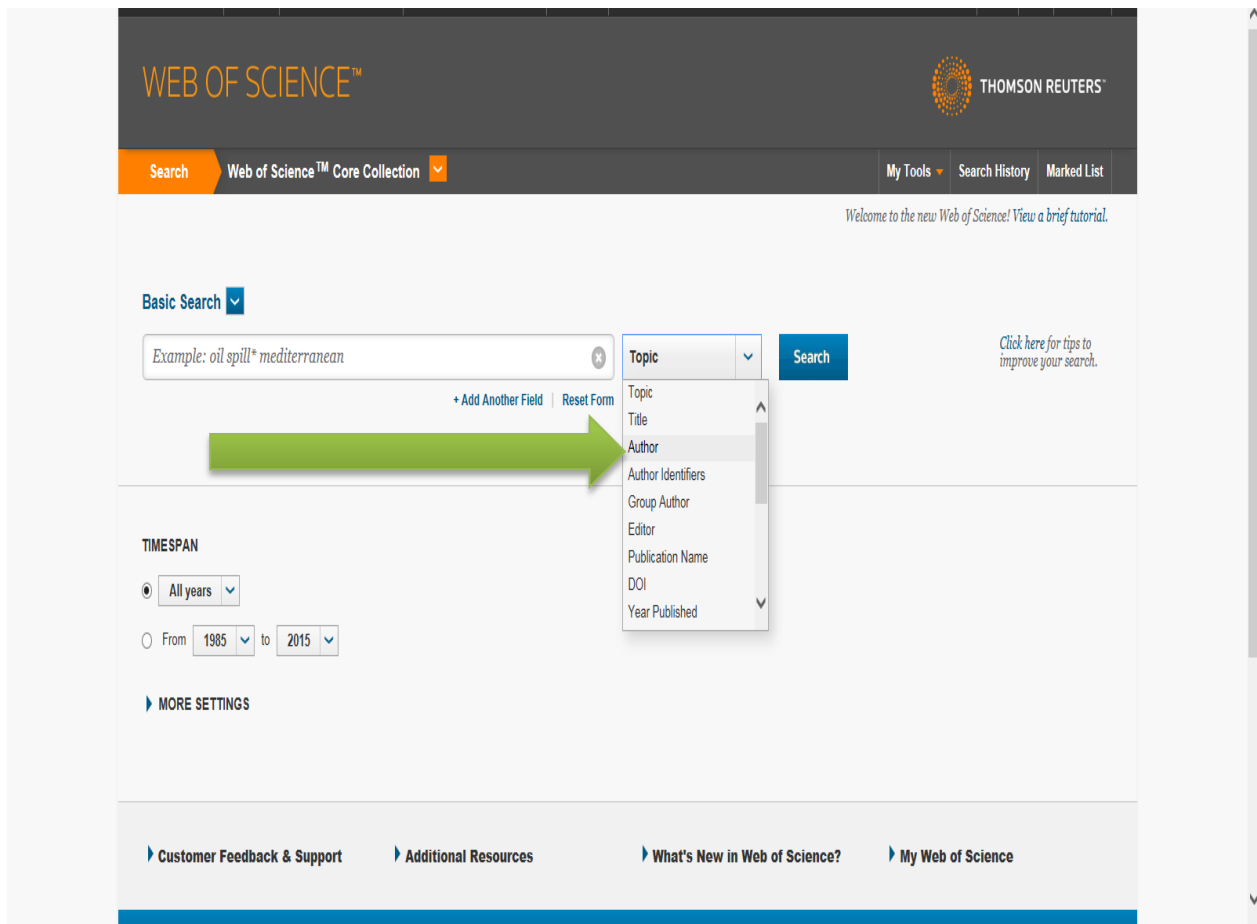 WEB OF SCIENCE™
THOMSON REUTERS™
Search
Web of Science™ Core Collection
My Tools
Search History
Marked List
Welcome to the new Web of Science! View a brief tutorial.
Basic Search
Example: oil spill* mediterranean
Topic
Search
Click here for tips to
improve your search.
+ Add Another Field | Reset Form
Topic
Title
Author
Author Identifiers
Group Author
Editor
Publication Name
DOI
Year Published
TIMESPAN
All years
From 1985 to 2015
MORE SETTINGS
Customer Feedback & Support
Additional Resources
What's New in Web of Science?
My Web of Science